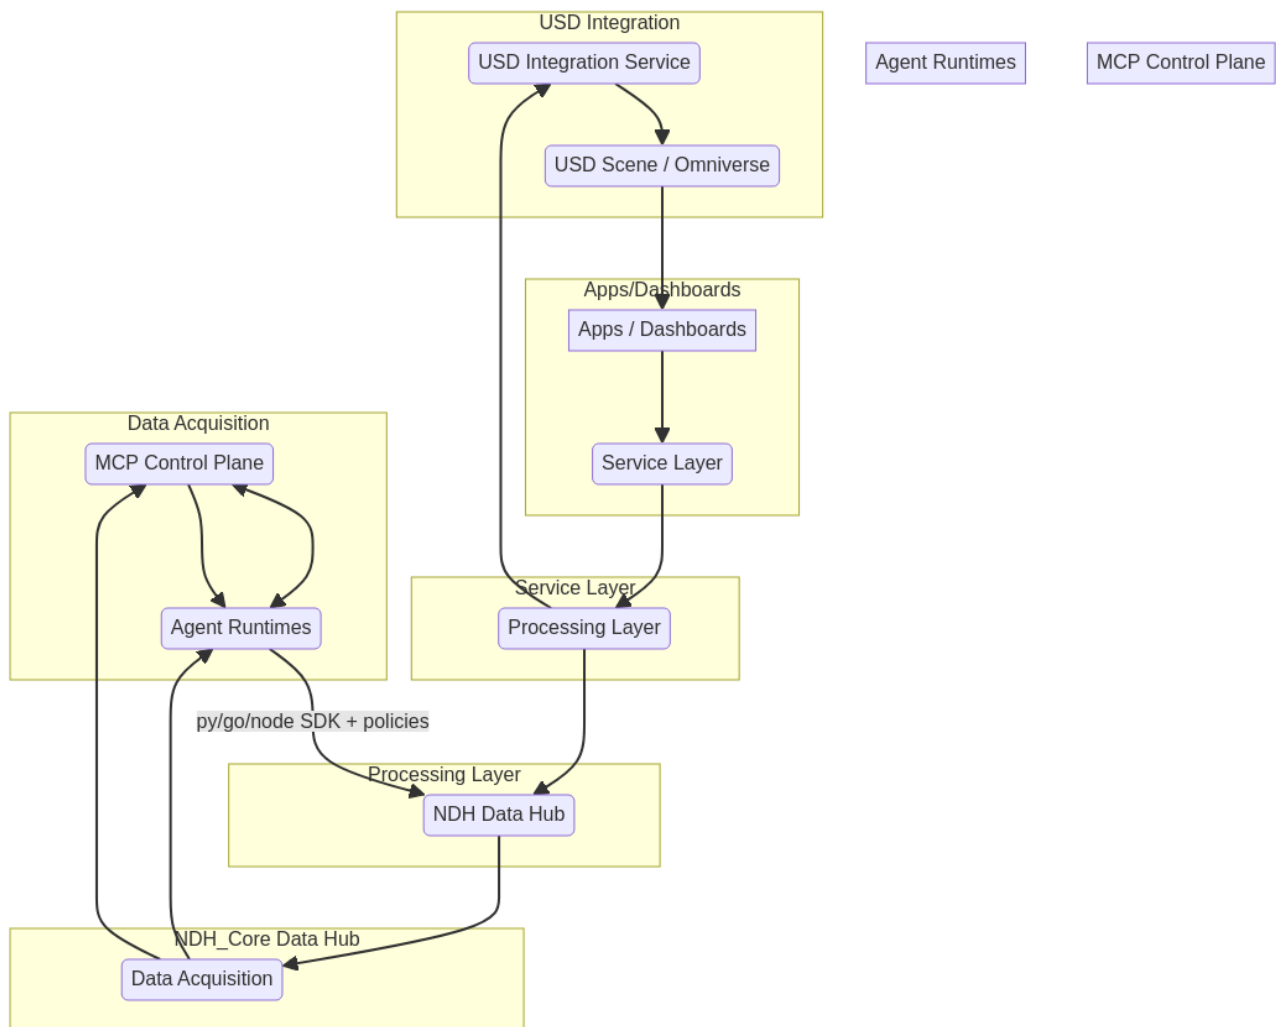 USD Integration
USD Integration Service
Agent Runtimes
MCP Control Plane
USD Scene / Omniverse
Apps/Dashboards
Apps / Dashboards
Data Acquisition
MCP Control Plane
Service Layer
Service Layer
Agent Runtimes
Processing Layer
py/go/node SDK + policies
Processing Layer
NDH Data Hub
NDH_Core Data Hub
Data Acquisition